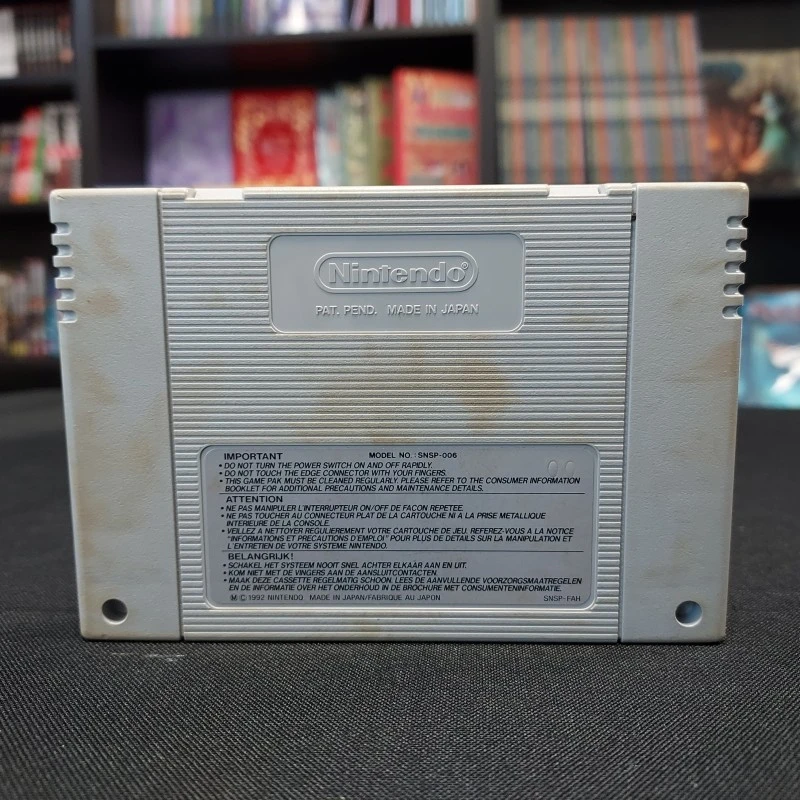 Nintendo®
PAT. PEND. MADE IN JAPAN
IMPORTANT MODEL NO.: SNSP-006
• DO NOT TURN THE POWER SWITCH ON AND OFF RAPIDLY.
• DO NOT TOUCH THE EDGE CONNECTOR WITH YOUR FINGERS.
• THIS GAME PAK MUST BE CLEANED REGULARLY. PLEASE REFER TO THE CONSUMER INFORMATION
BOOKLET FOR ADDITIONAL PRECAUTIONS AND MAINTENANCE DETAILS.
ATTENTION
• NE PAS MANIPULER L'INTERRUPTEUR ON/OFF DE FACON REPETEE.
• NE PAS TOUCHER AU CONNECTEUR PLAT DE LA CARTOUCHE NI A LA PRISE METALLIQUE
INTERIEURE DE LA CONSOLE.
• VEILLEZ A NETTOYER REGULIEREMENT VOTRE CARTOUCHE DE JEU. REFEREZ-VOUS A LA NOTICE
"INFORMATIONS ET PRECAUTIONS D'EMPLOI" POUR PLUS DE DETAILS SUR LA MANIPULATION ET
L'ENTRETIEN DE VOTRE SYSTEME NINTENDO.
BELANGRIJK!
• SCHAKEL HET SYSTEEM NOOIT SNEL ACHTER ELKAAR AAN EN UIT.
• KOM NIET MET DE VINGERS AAN DE AANSLUITCONTACTEN.
• MAAK DEZE CASSETTE REGELMATIG SCHOON. LEES DE AANVULLENDE VOORZORGSMAATREGELEN
EN DE INFORMATIE OVER HET ONDERHOUD IN DE BROCHURE MET CONSUMENTENINFORMATIE.
Ⓜ © 1992 NINTENDO. MADE IN JAPAN/FABRIQUE AU JAPON SNSP-FAH